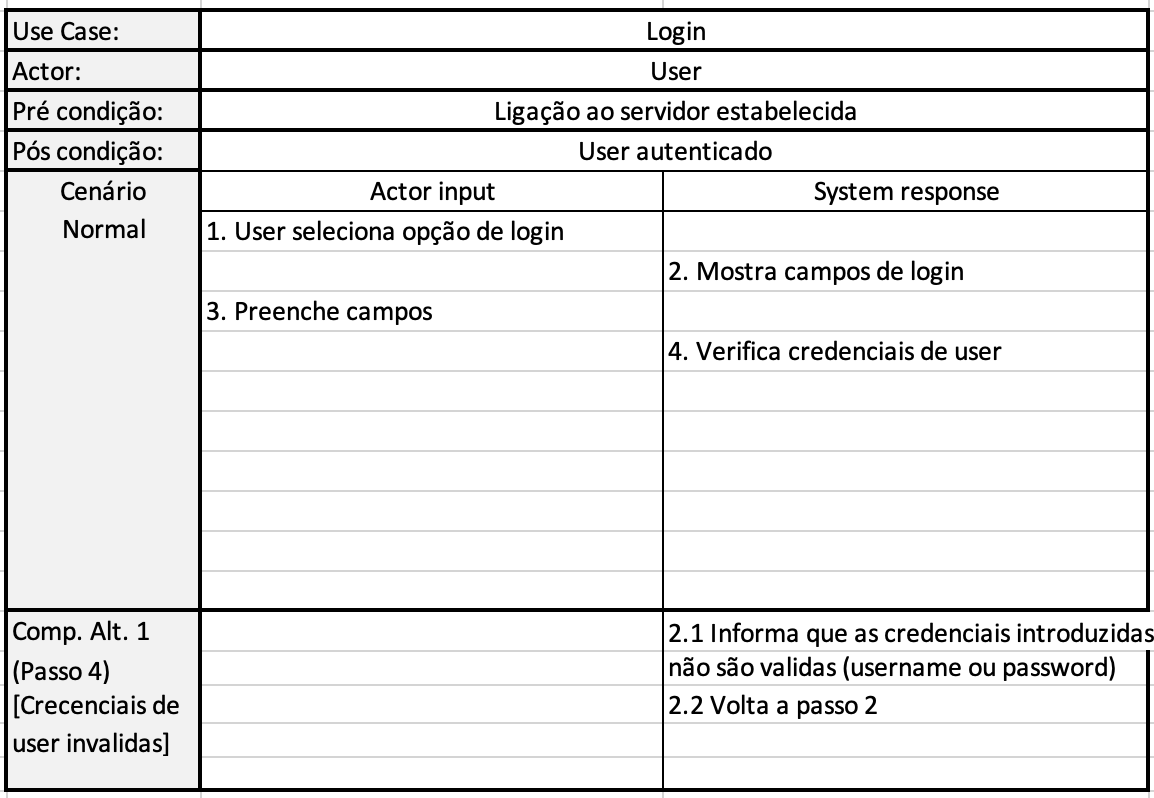 Use Case:
Login
Actor:
User
Pré condição:
Ligação ao servidor estabelecida
Pós condição:
User autenticado
Cenário
Normal
Actor input
System response
1. User seleciona opção de login
2. Mostra campos de login
3. Preenche campos
4. Verifica credenciais de user
Comp. Alt. 1
(Passo 4)
[Crecenciais de
user invalidas]
2.1 Informa que as credenciais introduzidas
não são validas (username ou password)
2.2 Volta a passo 2